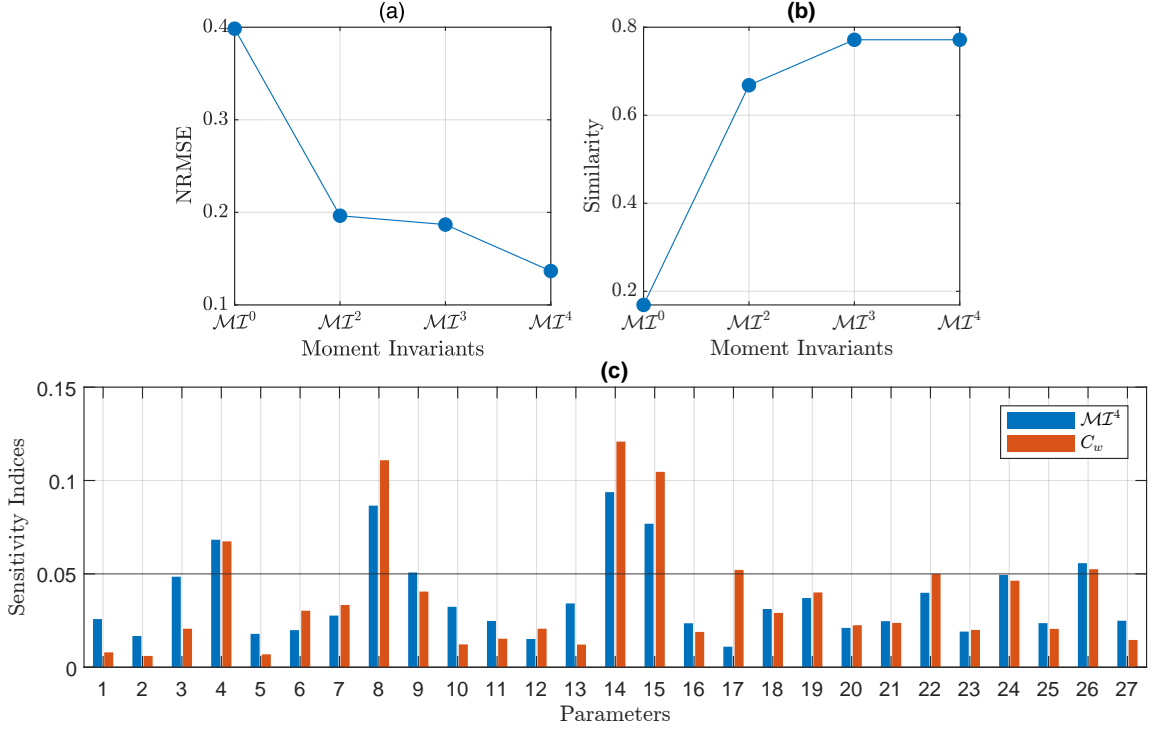 (a)
0.4
0.3
0.2
0.1
NRMSE
ℳℐ⁰ ℳℐ² ℳℐ³ ℳℐ⁴
Moment Invariants
(b)
0.8
0.6
0.4
0.2
Similarity
ℳℐ⁰ ℳℐ² ℳℐ³ ℳℐ⁴
Moment Invariants
(c)
0.15
0.1
0.05
0
Sensitivity Indices
ℳℐ⁴
C_w
1 2 3 4 5 6 7 8 9 10 11 12 13 14 15 16 17 18 19 20 21 22 23 24 25 26 27
Parameters